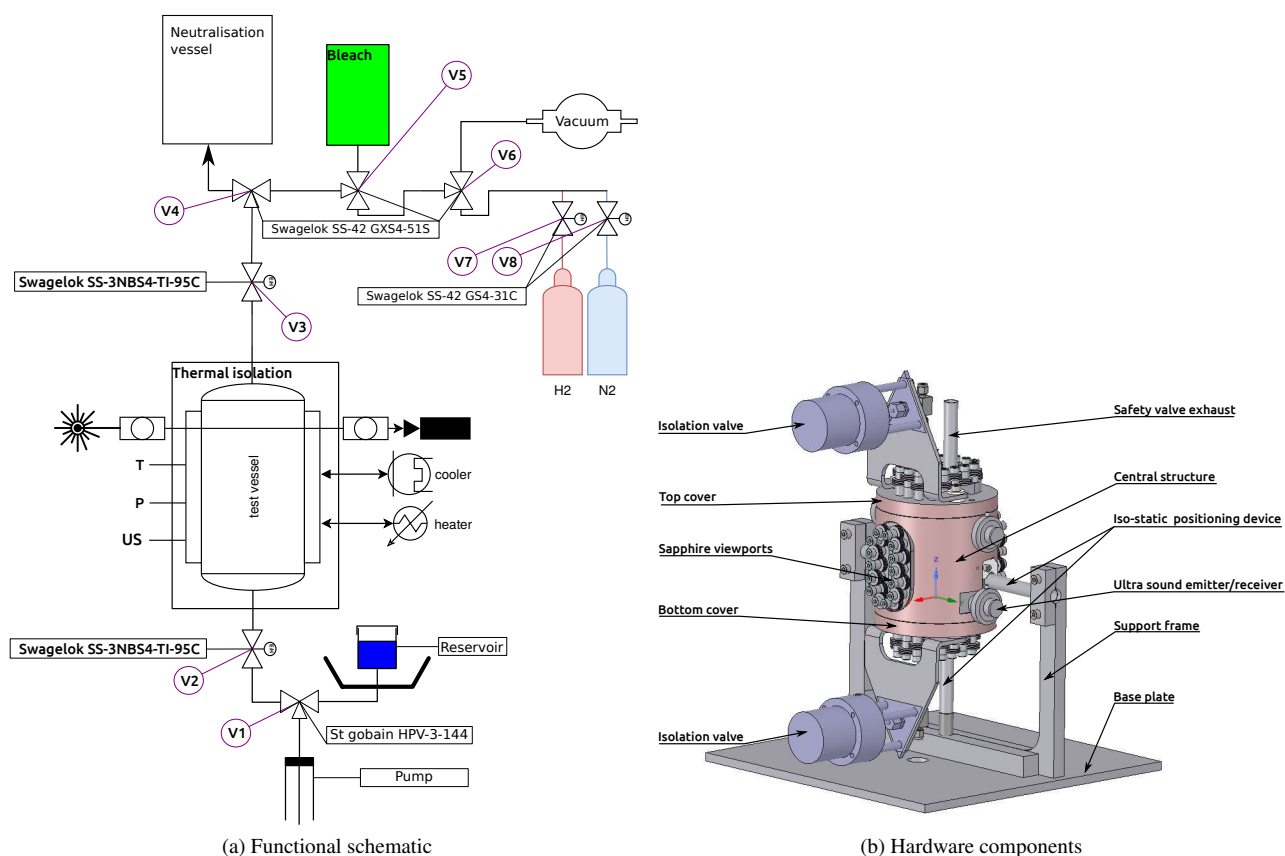 Neutralisation
vessel
Bleach
V5
Vacuum
V6
V4
Swagelok SS-42 GXS4-51S
V7
V8
Swagelok SS-3NBS4-TI-95C
Swagelok SS-42 GS4-31C
V3
H2
N2
Thermal isolation
test vessel
T
P
US
cooler
heater
Swagelok SS-3NBS4-TI-95C
V2
Reservoir
V1
St gobain HPV-3-144
Pump
(a) Functional schematic
Isolation valve
Safety valve exhaust
Top cover
Central structure
Iso-static positioning device
Sapphire viewports
Z
Ultra sound emitter/receiver
Bottom cover
Support frame
Base plate
Isolation valve
(b) Hardware components